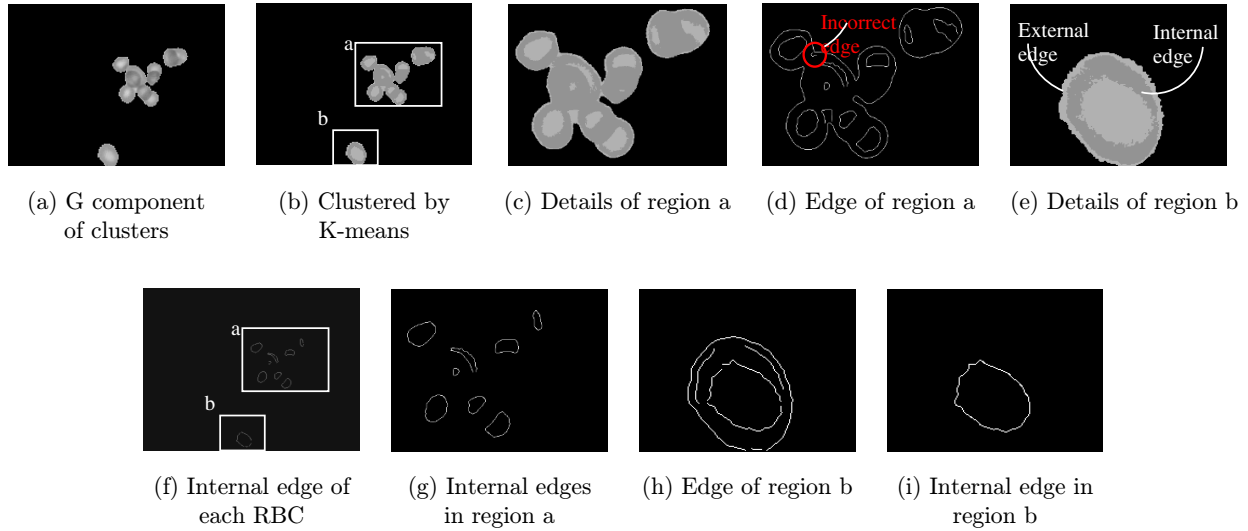 a
b
Incorrect
edge
External
edge
Internal
edge
(a) G component
of clusters
(b) Clustered by
K-means
(c) Details of region a
(d) Edge of region a
(e) Details of region b
a
b
(f) Internal edge of
each RBC
(g) Internal edges
in region a
(h) Edge of region b
(i) Internal edge in
region b